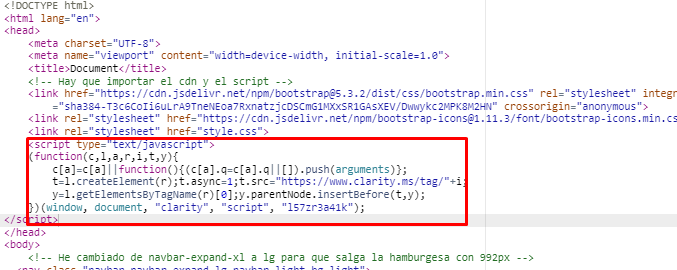 <!DOCTYPE html>
<html lang="en">
<head>
<meta charset="UTF-8">
<meta name="viewport" content="width=device-width, initial-scale=1.0">
<title>Document</title>
<!-- Hay que importar el cdn y el script -->
<link href="https://cdn.jsdelivr.net/npm/bootstrap@5.3.2/dist/css/bootstrap.min.css" rel="stylesheet" integr
="sha384-T3c6CoIi6uLrA9TneNEoa7RxnatzjcDSCmG1MXxSR1GAsXEV/Dwwykc2MPK8M2HN" crossorigin="anonymous">
<link rel="stylesheet" href="https://cdn.jsdelivr.net/npm/bootstrap-icons@1.11.3/font/bootstrap-icons.min.cs
<link rel="stylesheet" href="style.css">
<script type="text/javascript">
(function(c,l,a,r,i,t,y){
c[a]=c[a]||function(){(c[a].q=c[a].q||[]).push(arguments)};
t=l.createElement(r);t.async=1;t.src="https://www.clarity.ms/tag/"+i;
y=l.getElementsByTagName(r)[0];y.parentNode.insertBefore(t,y);
})(window, document, "clarity", "script", "l57zr3a41k");
</script>
</head>
<body>
<!-- He cambiado de navbar-expand-xl a lg para que salga la hamburgesa con 992px -->
<nav class="navbar navbar-expand-lg navbar-light bg-light">